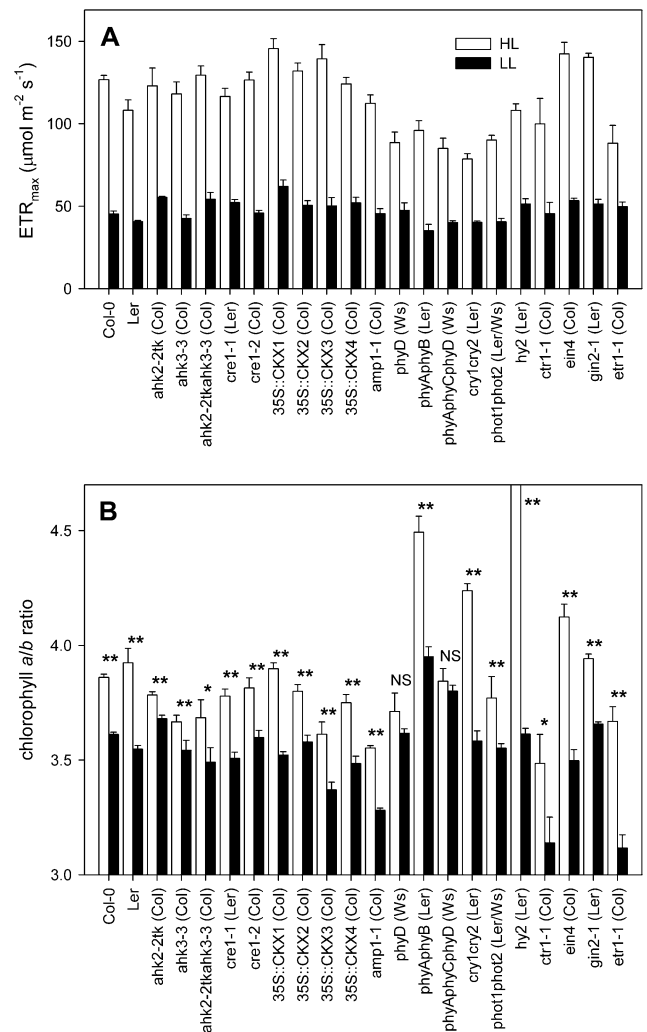 A
HL
LL
ETRmax (µmol m-2 s-1)
150
100
50
0
Col-0
Ler
ahk2-2tk (Col)
ahk3-3 (Col)
ahk2-2tkahk3-3 (Col)
cre1-1 (Ler)
cre1-2 (Col)
35S::CKX1 (Col)
35S::CKX2 (Col)
35S::CKX3 (Col)
35S::CKX4 (Col)
amp1-1 (Col)
phyD (Ws)
phyAphyB (Ler)
phyAphyCphyD (Ws)
cry1cry2 (Ler)
phot1phot2 (Ler/Ws)
hy2 (Ler)
ctr1-1 (Col)
ein4 (Col)
gin2-1 (Ler)
etr1-1 (Col)
B
chlorophyll a/b ratio
4.5
4.0
3.5
3.0
** ** ** ** * ** ** ** ** ** ** ** NS ** NS ** ** ** * ** ** **
Col-0
Ler
ahk2-2tk (Col)
ahk3-3 (Col)
ahk2-2tkahk3-3 (Col)
cre1-1 (Ler)
cre1-2 (Col)
35S::CKX1 (Col)
35S::CKX2 (Col)
35S::CKX3 (Col)
35S::CKX4 (Col)
amp1-1 (Col)
phyD (Ws)
phyAphyB (Ler)
phyAphyCphyD (Ws)
cry1cry2 (Ler)
phot1phot2 (Ler/Ws)
hy2 (Ler)
ctr1-1 (Col)
ein4 (Col)
gin2-1 (Ler)
etr1-1 (Col)